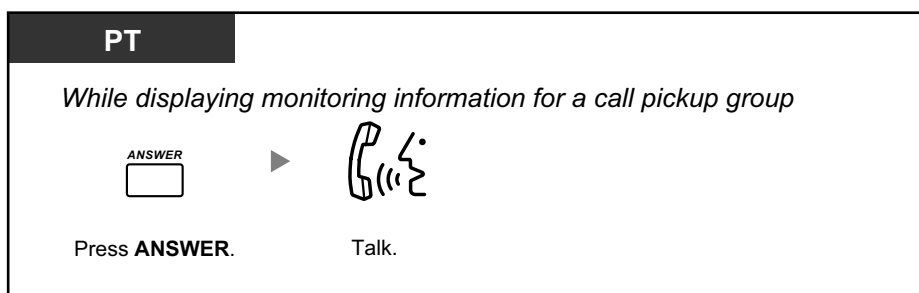 PT
While displaying monitoring information for a call pickup group
ANSWER
Press ANSWER.
Talk.